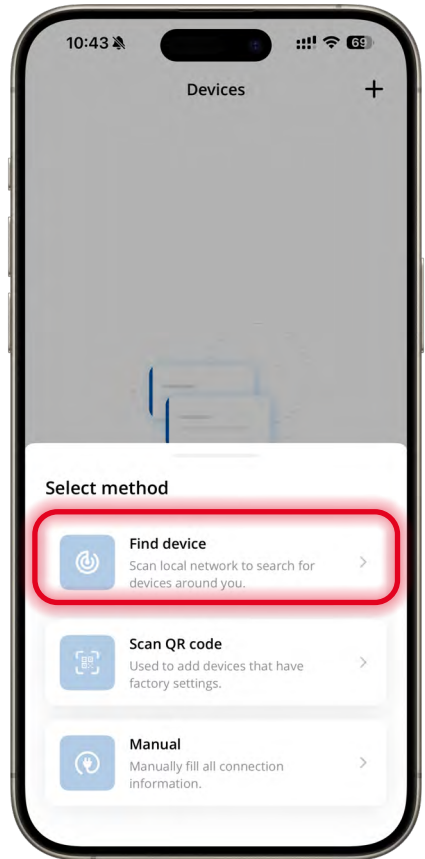 10:43
69
Devices
Select method
Find device
Scan local network to search for
devices around you.
Scan QR code
Used to add devices that have
factory settings.
Manual
Manually fill all connection
information.